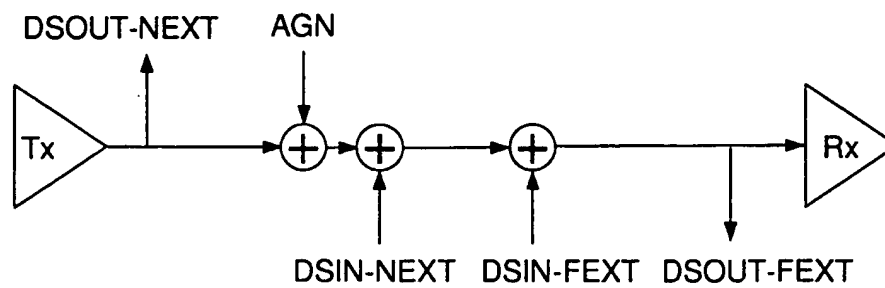 DSOUT-NEXT AGN
Tx + + + Rx
DSIN-NEXT DSIN-FEXT DSOUT-FEXT